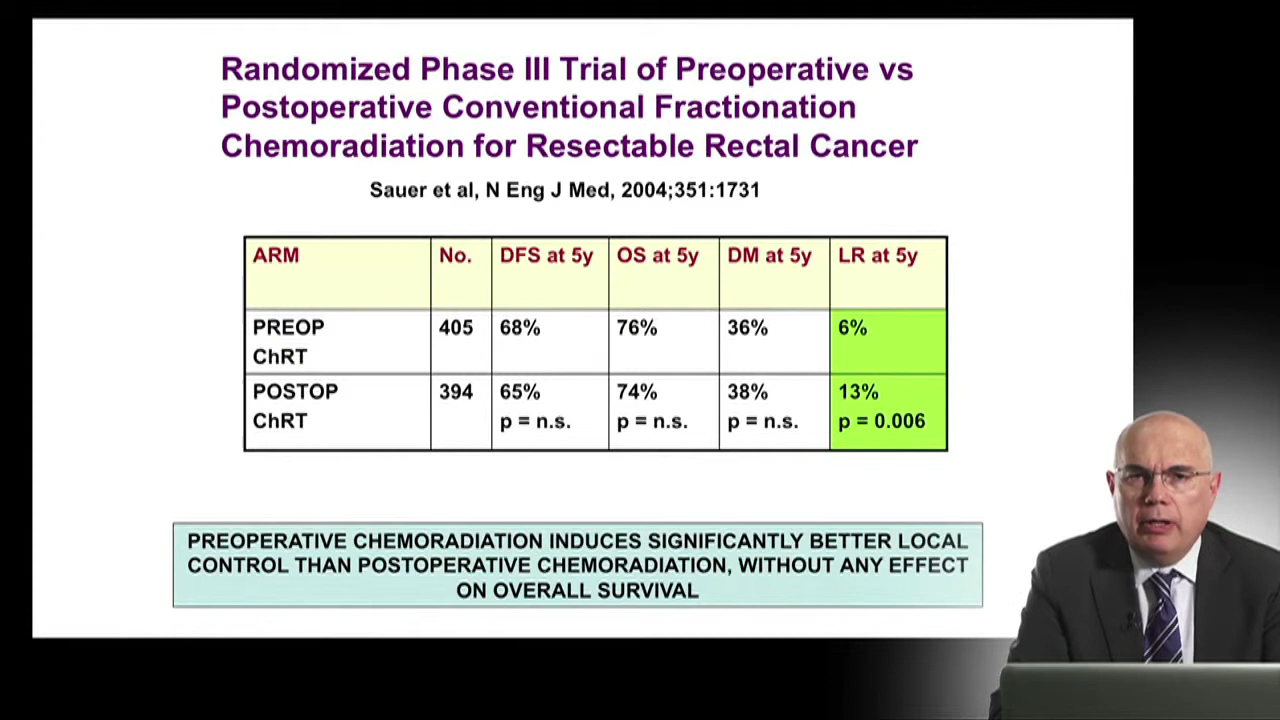 Randomized Phase III Trial of Preoperative vs
Postoperative Conventional Fractionation
Chemoradiation for Resectable Rectal Cancer
Sauer et al, N Eng J Med, 2004;351:1731
ARM No. DFS at 5y OS at 5y DM at 5y LR at 5y
PREOP 405 68% 76% 36% 6%
ChRT
POSTOP 394 65% 74% 38% 13%
ChRT p = n.s. p = n.s. p = n.s. p = 0.006
PREOPERATIVE CHEMORADIATION INDUCES SIGNIFICANTLY BETTER LOCAL
CONTROL THAN POSTOPERATIVE CHEMORADIATION, WITHOUT ANY EFFECT
ON OVERALL SURVIVAL